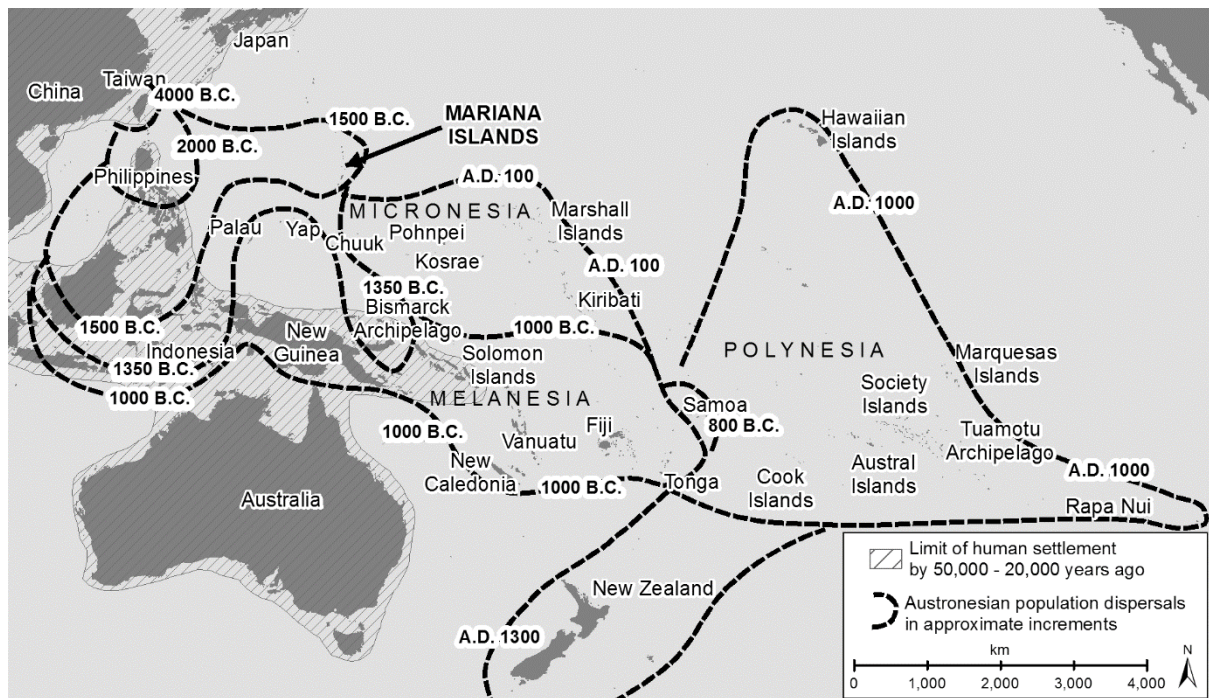 Japan
Taiwan
China
4000 B.C.
1500 B.C.
MARIANA
ISLANDS
2000 B.C.
Philippines
Hawaiian
Islands
A.D. 100
A.D. 1000
MICRONESIA
Marshall
Islands
Palau
Yap
Chuuk
Pohnpei
Kosrae
A.D. 100
1350 B.C.
Kiribati
Bismarck
Archipelago
1500 B.C.
1000 B.C.
New
Guinea
Indonesia
Solomon
Islands
POLYNESIA
Marquesas
Islands
1350 B.C.
1000 B.C.
MELANESIA
Society
Islands
Samoa
800 B.C.
Fiji
1000 B.C.
Vanuatu
Tuamotu
Archipelago
New
Caledonia
Australia
1000 B.C.
Tonga
Cook
Islands
Austral
Islands
A.D. 1000
Rapa Nui
New Zealand
A.D. 1300
Limit of human settlement
by 50,000 - 20,000 years ago
Austronesian population dispersals
in approximate increments
km
N
0 1,000 2,000 3,000 4,000